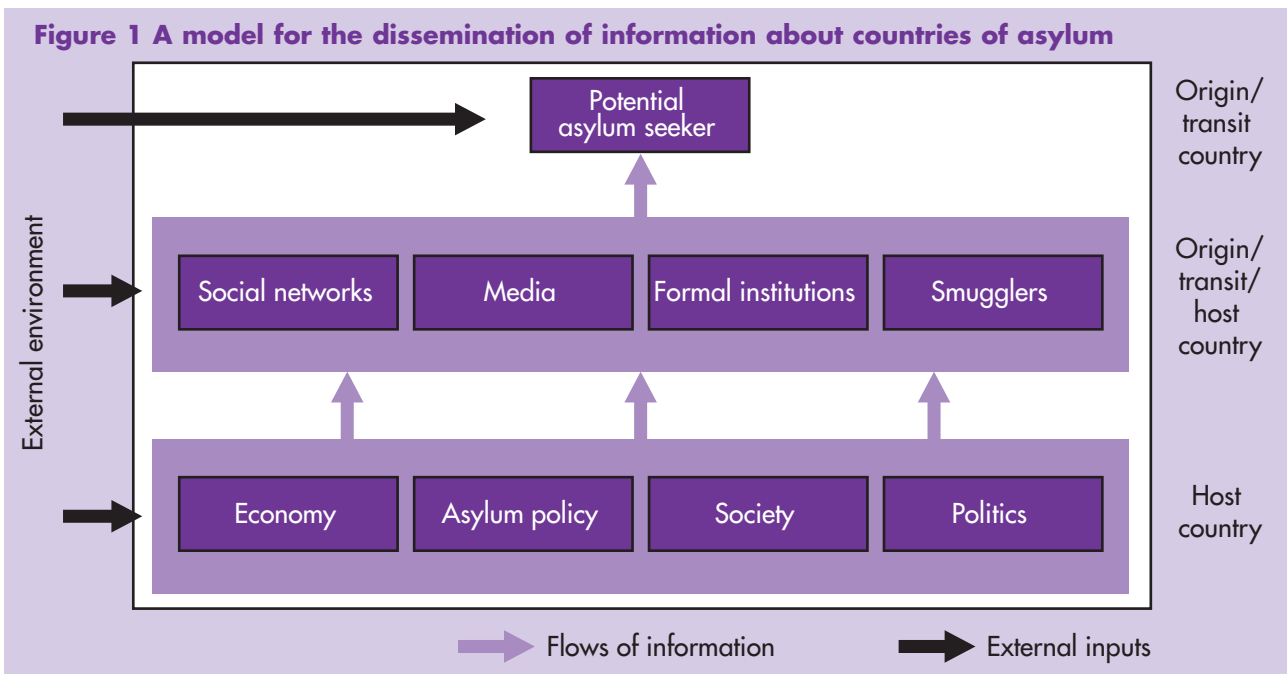 Figure 1 A model for the dissemination of information about countries of asylum
Potential
asylum seeker
Origin/
transit
country
External environment
Social networks
Media
Formal institutions
Smugglers
Origin/
transit/
host
country
Economy
Asylum policy
Society
Politics
Host
country
Flows of information
External inputs